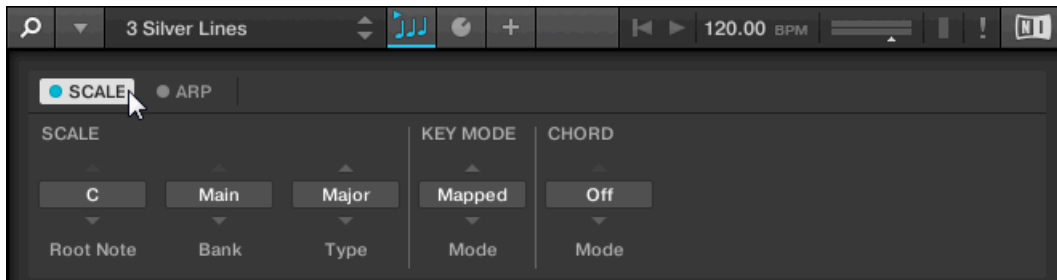 3 Silver Lines 120.00 BPM ! NI
SCALE ARP
SCALE KEY MODE CHORD
C Main Major Mapped Off
Root Note Bank Type Mode Mode